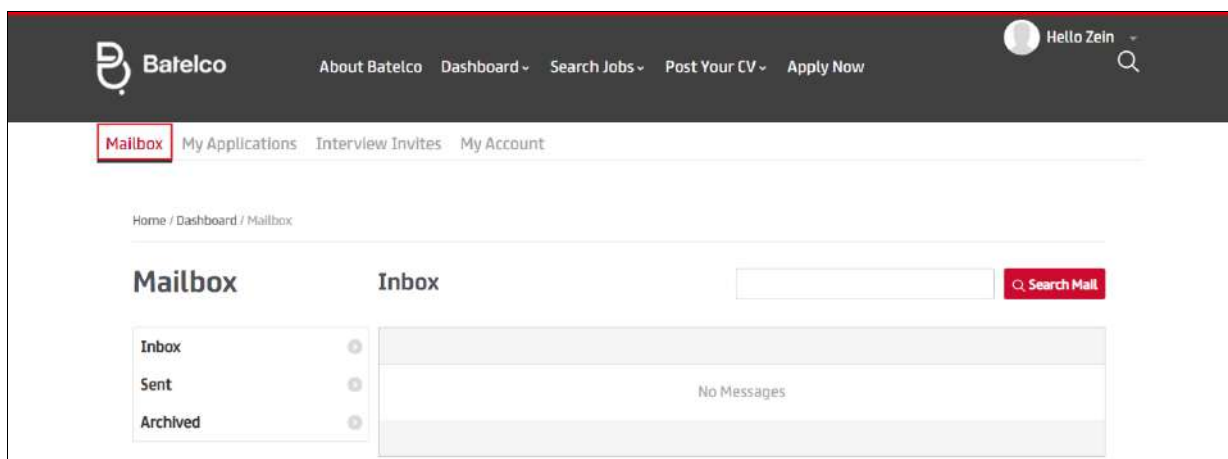 Hello Zein
Batelco
About Batelco Dashboard Search Jobs Post Your CV Apply Now
Mailbox My Applications Interview Invites My Account
Home / Dashboard / Mailbox
Mailbox
Inbox
Search Mail
Inbox
Sent
Archived
No Messages